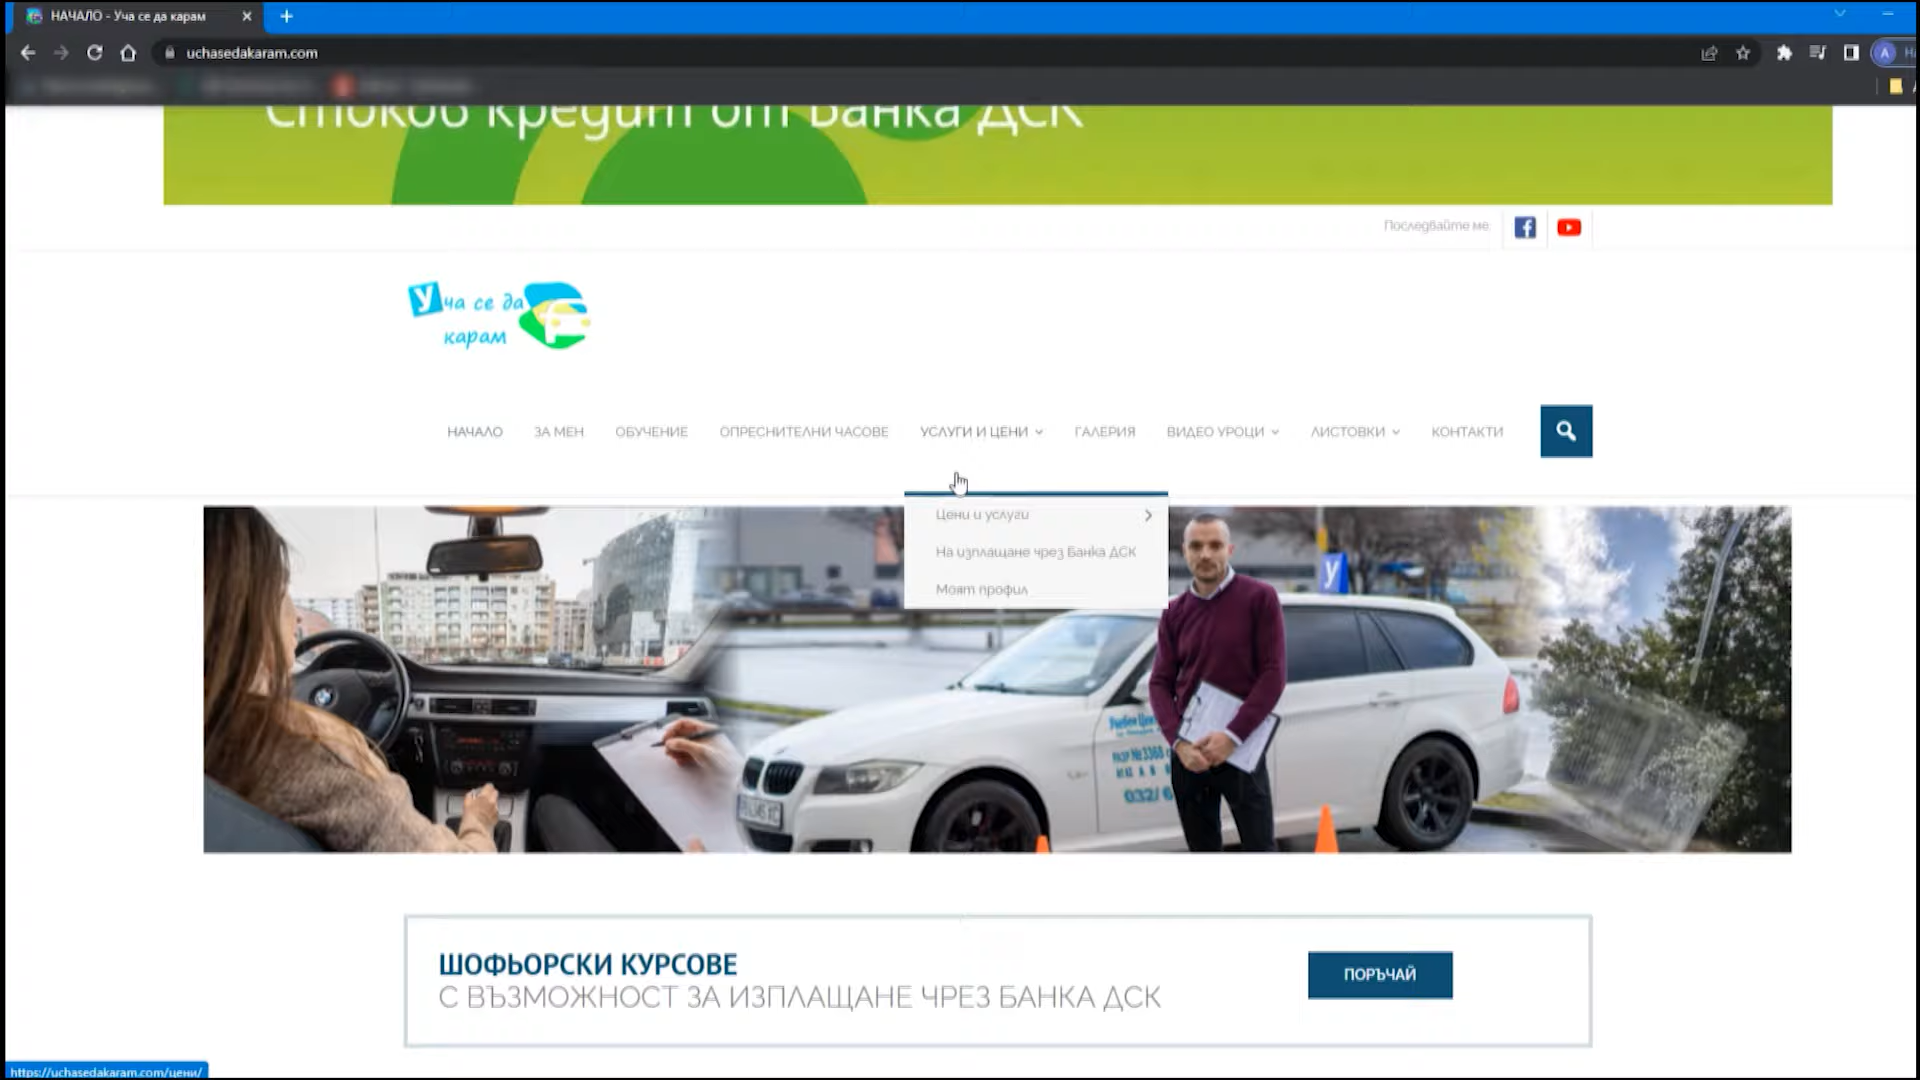 НАЧАЛО - Уча се да карам
uchasedakaram.com
Стоков кредит от Банка ДСК
Последвайте ме
Уча се да
карам
НАЧАЛО ЗА МЕН ОБУЧЕНИЕ ОПРЕСНИТЕЛНИ ЧАСОВЕ УСЛУГИ И ЦЕНИ ГАЛЕРИЯ ВИДЕО УРОЦИ ЛИСТОВКИ КОНТАКТИ
Цени и услуги
На изплащане чрез Банка ДСК
Моят профил
У
032/ 6
ШОФЬОРСКИ КУРСОВЕ
С ВЪЗМОЖНОСТ ЗА ИЗПЛАЩАНЕ ЧРЕЗ БАНКА ДСК
ПОРЪЧАЙ
https://uchasedakaram.com/цени/